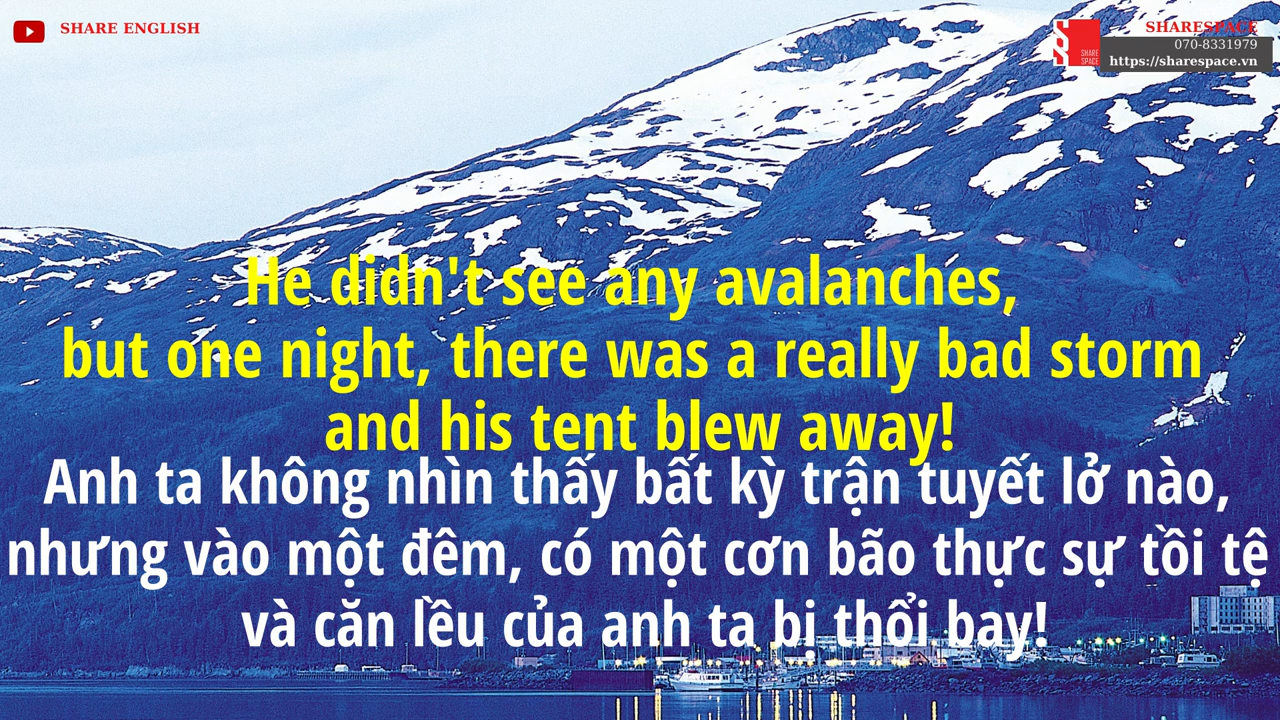 SHARE ENGLISH
SHARESPACE
070-8331979
https://sharespace.vn
SHARE
SPACE
He didn't see any avalanches,
but one night, there was a really bad storm
and his tent blew away!
Anh ta không nhìn thấy bất kỳ trận tuyết lở nào,
nhưng vào một đêm, có một cơn bão thực sự tồi tệ
và căn lều của anh ta bị thổi bay!